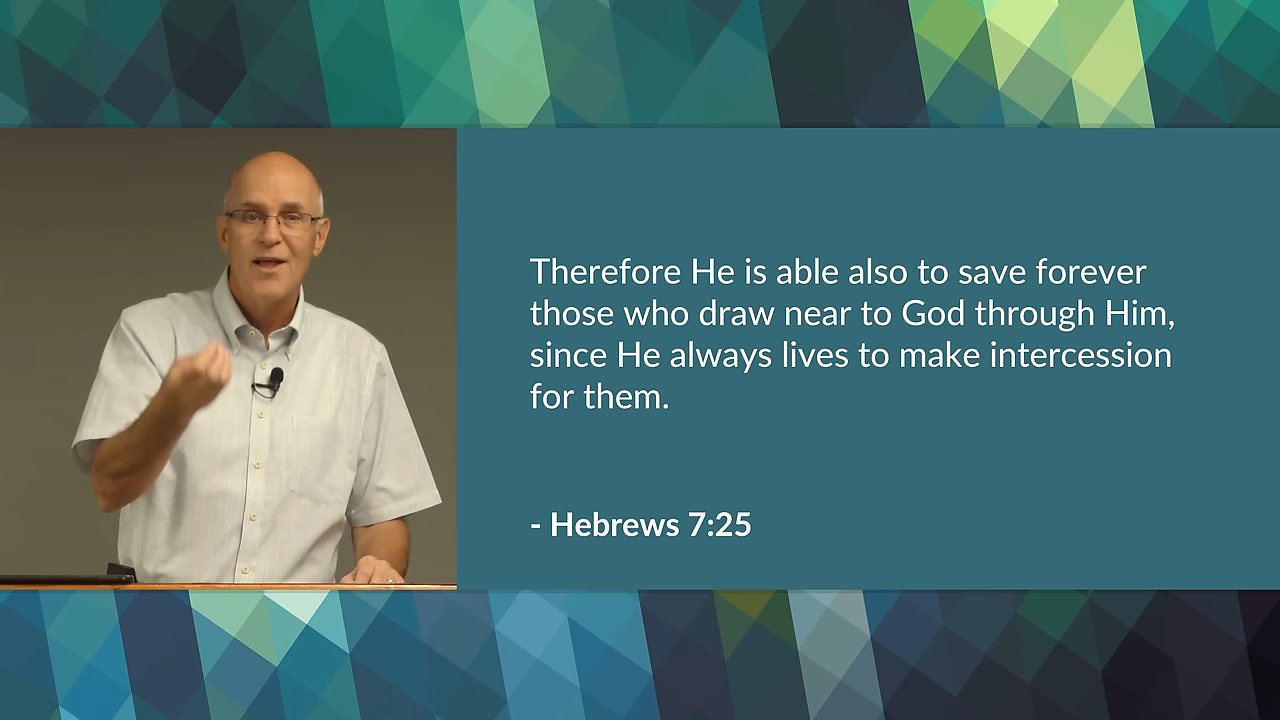 Therefore He is able also to save forever
those who draw near to God through Him,
since He always lives to make intercession
for them.
- Hebrews 7:25